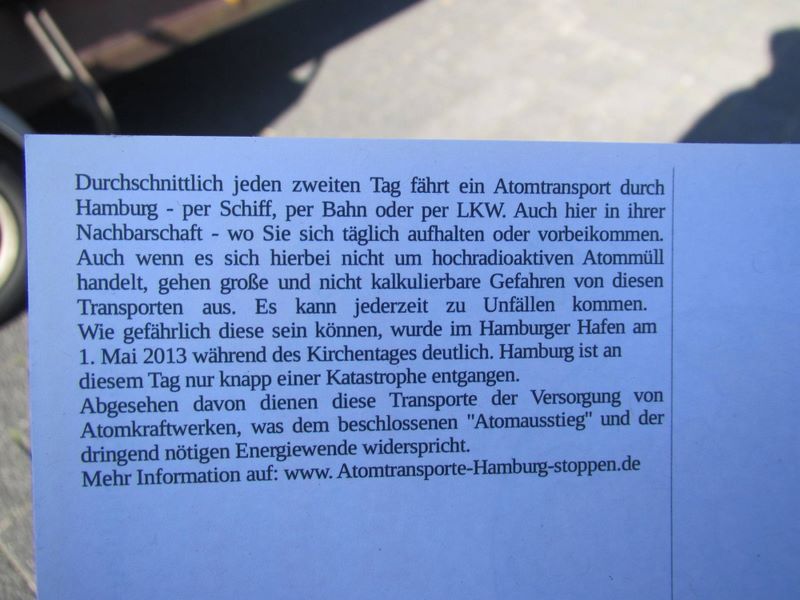 Durchschnittlich jeden zweiten Tag fährt ein Atomtransport durch
Hamburg - per Schiff, per Bahn oder per LKW. Auch hier in ihrer
Nachbarschaft - wo Sie sich täglich aufhalten oder vorbeikommen.
Auch wenn es sich hierbei nicht um hochradioaktiven Atommüll
handelt, gehen große und nicht kalkulierbare Gefahren von diesen
Transporten aus. Es kann jederzeit zu Unfällen kommen.
Wie gefährlich diese sein können, wurde im Hamburger Hafen am
1. Mai 2013 während des Kirchentages deutlich. Hamburg ist an
diesem Tag nur knapp einer Katastrophe entgangen.
Abgesehen davon dienen diese Transporte der Versorgung von
Atomkraftwerken, was dem beschlossenen "Atomausstieg" und der
dringend nötigen Energiewende widerspricht.
Mehr Information auf: www. Atomtransporte-Hamburg-stoppen.de